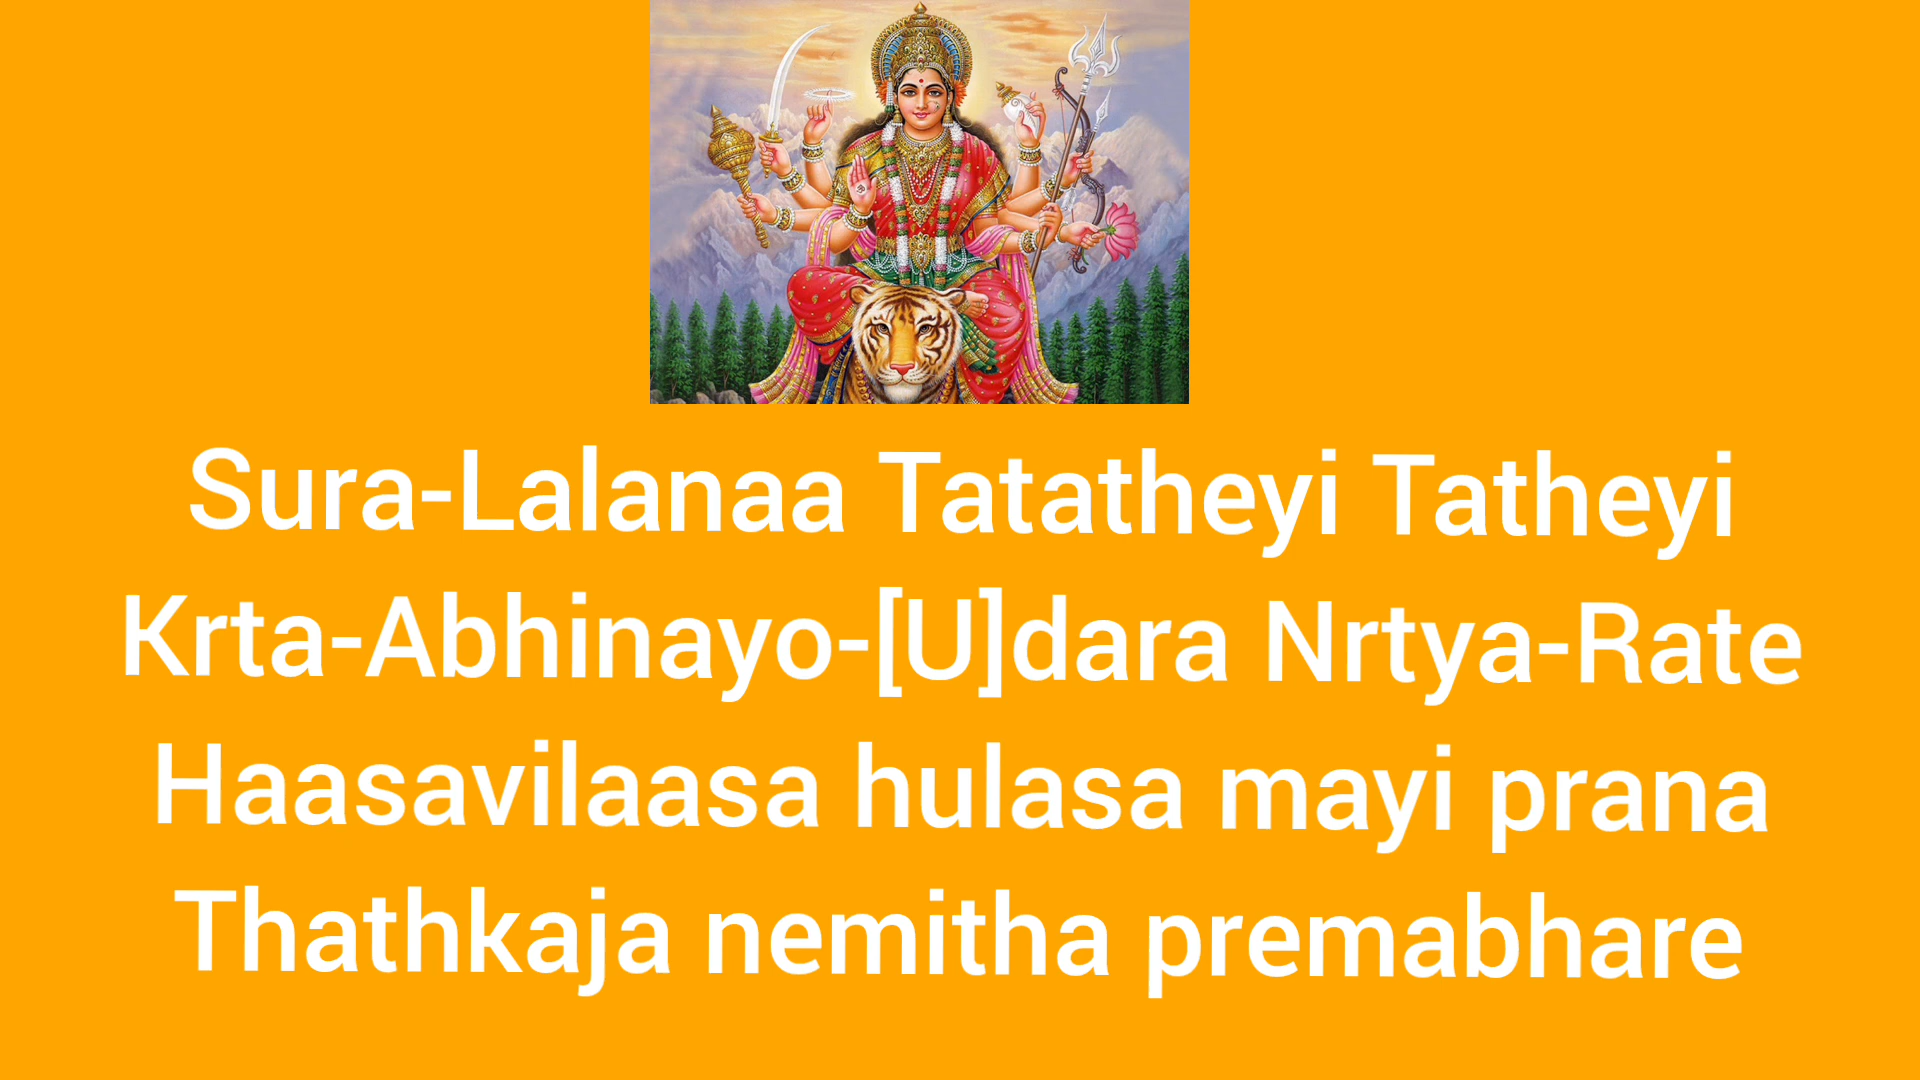 Sura-Lalanaa Tatatheyi Tatheyi
Krta-Abhinayo-[U]dara Nrtya-Rate
Haasavilaasa hulasa mayi prana
Thathkaja nemitha premabhare